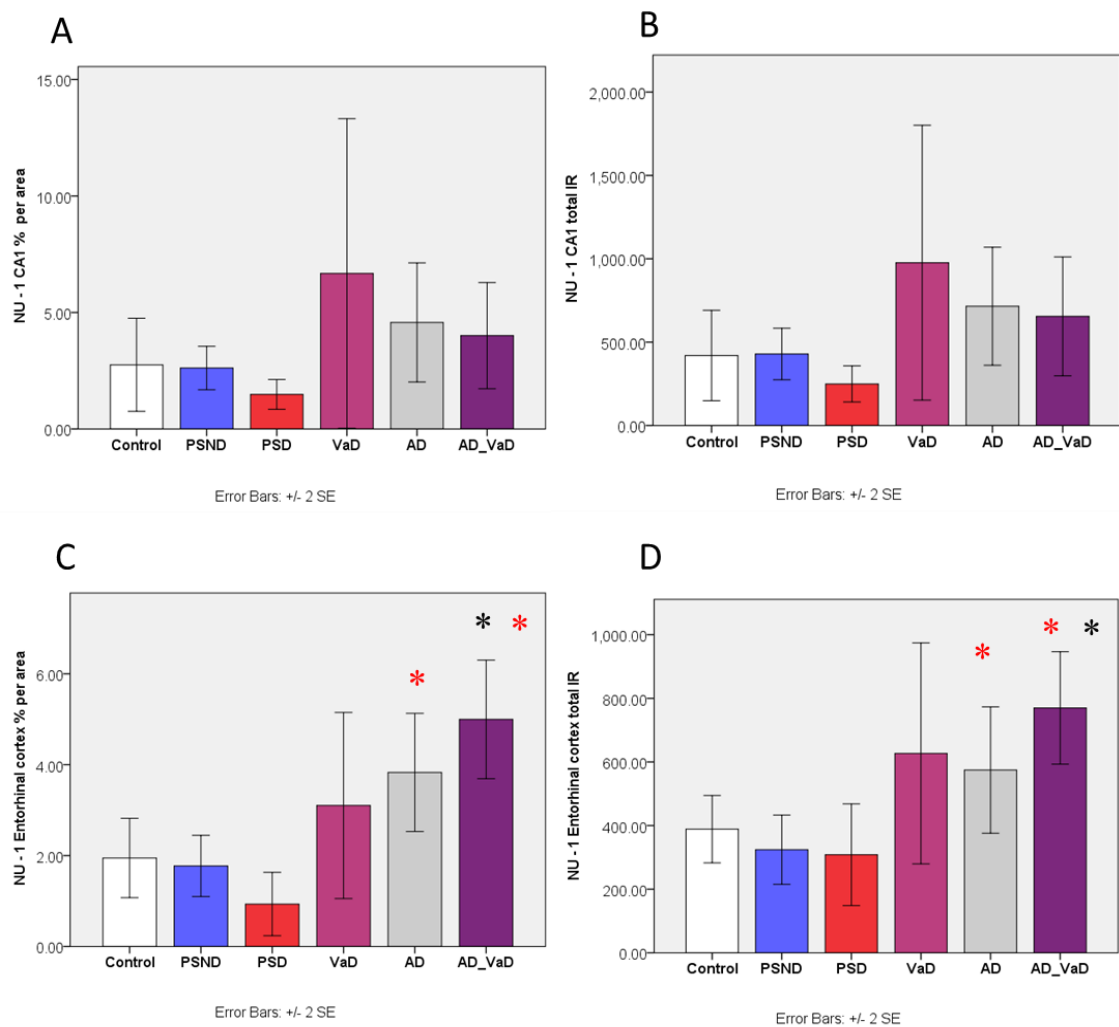 A
NU - 1 CA1 % per area
15.00
10.00
5.00
0.00
Control PSND PSD VaD AD AD_VaD
Error Bars: +/- 2 SE
B
NU - 1 CA1 total IR
2,000.00
1,500.00
1,000.00
500.00
0.00
Control PSND PSD VaD AD AD_VaD
Error Bars: +/- 2 SE
C
NU - 1 Entorhinal cortex % per area
6.00
4.00
2.00
0.00
* *
*
Control PSND PSD VaD AD AD_VaD
Error Bars: +/- 2 SE
D
NU - 1 Entorhinal cortex total IR
1,000.00
800.00
600.00
400.00
200.00
0.00
* *
*
Control PSND PSD VaD AD AD_VaD
Error Bars: +/- 2 SE